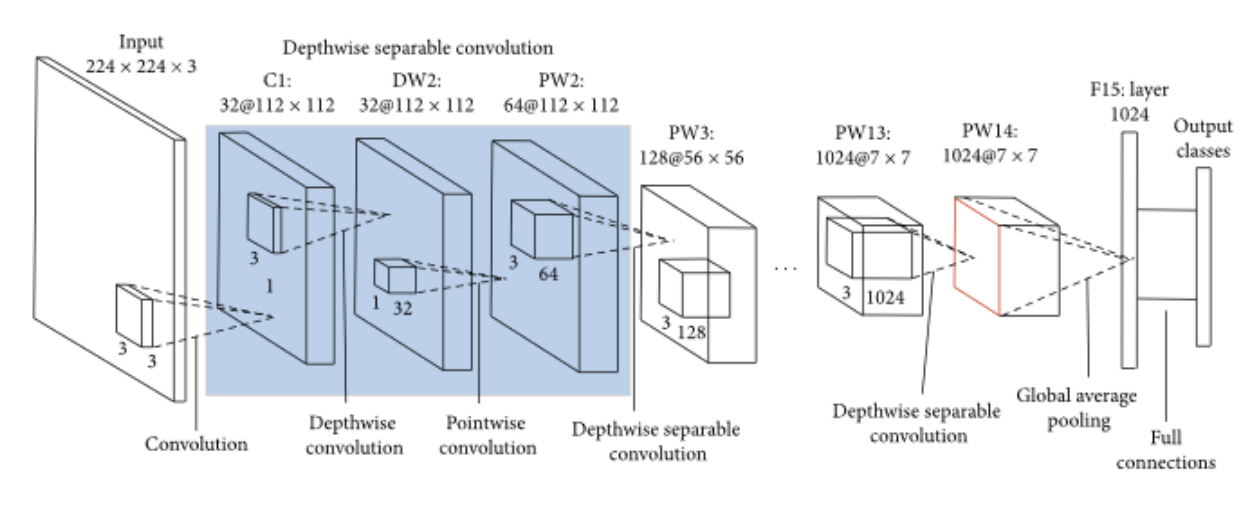 Input
224 × 224 × 3
Depthwise separable convolution
C1:
32@112 × 112
DW2:
32@112 × 112
PW2:
64@112 × 112
PW3:
128@56 × 56
PW13:
1024@7 × 7
PW14:
1024@7 × 7
F15: layer
1024
Output
classes
3
3
3
1
1
32
3
64
3
128
...
3
1024
Convolution
Depthwise
convolution
Pointwise
convolution
Depthwise separable
convolution
Depthwise separable
convolution
Global average
pooling
Full
connections